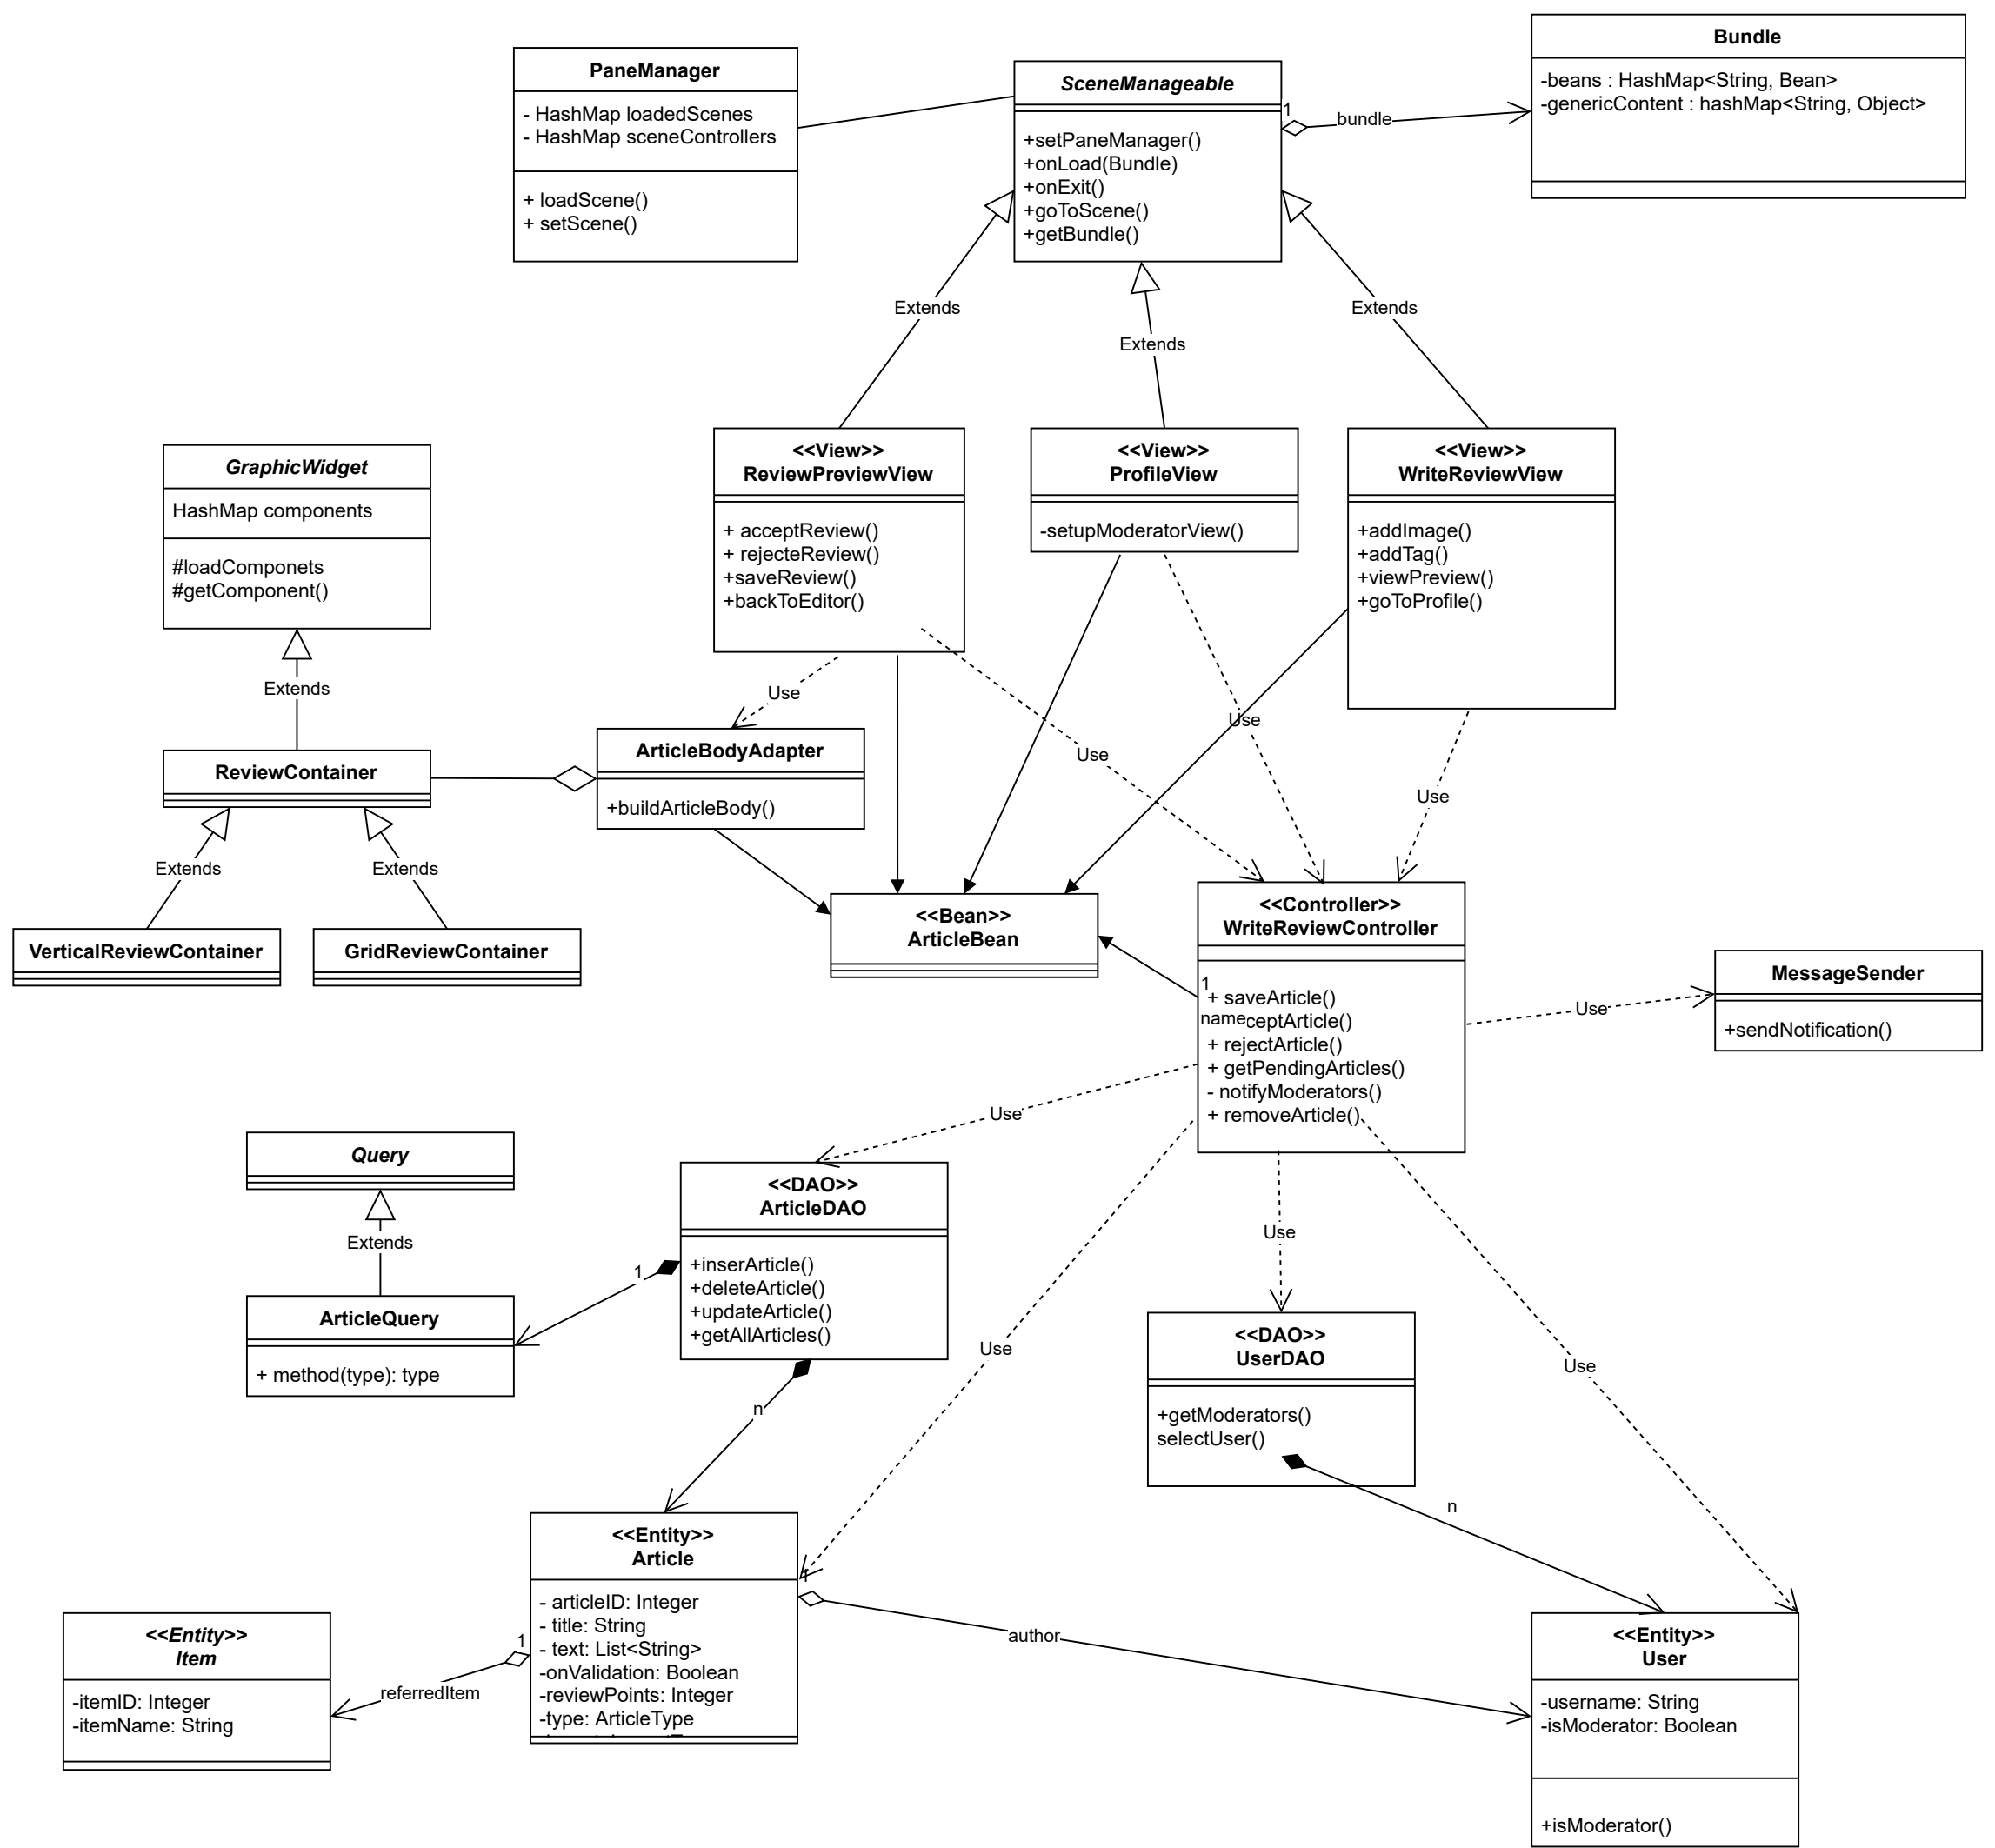 PaneManager
- HashMap loadedScenes
- HashMap sceneControllers
+ loadScene()
+ setScene()
SceneManageable
+setPaneManager()
+onLoad(Bundle)
+onExit()
+goToScene()
+getBundle()
1
bundle
Bundle
-beans : HashMap<String, Bean>
-genericContent : hashMap<String, Object>
Extends
Extends
Extends
GraphicWidget
HashMap components
#loadComponets
#getComponent()
<<View>>
ReviewPreviewView
+ acceptReview()
+ rejecteReview()
+saveReview()
+backToEditor()
<<View>>
ProfileView
-setupModeratorView()
<<View>>
WriteReviewView
+addImage()
+addTag()
+viewPreview()
+goToProfile()
Extends
Use
Use
Use
Use
ReviewContainer
ArticleBodyAdapter
+buildArticleBody()
Extends
Extends
VerticalReviewContainer
GridReviewContainer
<<Bean>>
ArticleBean
<<Controller>>
WriteReviewController
1
+ saveArticle()
name
ceptArticle()
+ rejectArticle()
+ getPendingArticles()
- notifyModerators()
+ removeArticle()
Use
MessageSender
+sendNotification()
Use
Query
Extends
ArticleQuery
+ method(type): type
<<DAO>>
ArticleDAO
+inserArticle()
+deleteArticle()
+updateArticle()
+getAllArticles()
1
n
Use
Use
Use
<<DAO>>
UserDAO
+getModerators()
selectUser()
n
<<Entity>>
Article
- articleID: Integer
- title: String
- text: List<String>
-onValidation: Boolean
-reviewPoints: Integer
-type: ArticleType
1
author
1
referredItem
<<Entity>>
Item
-itemID: Integer
-itemName: String
<<Entity>>
User
-username: String
-isModerator: Boolean
+isModerator()